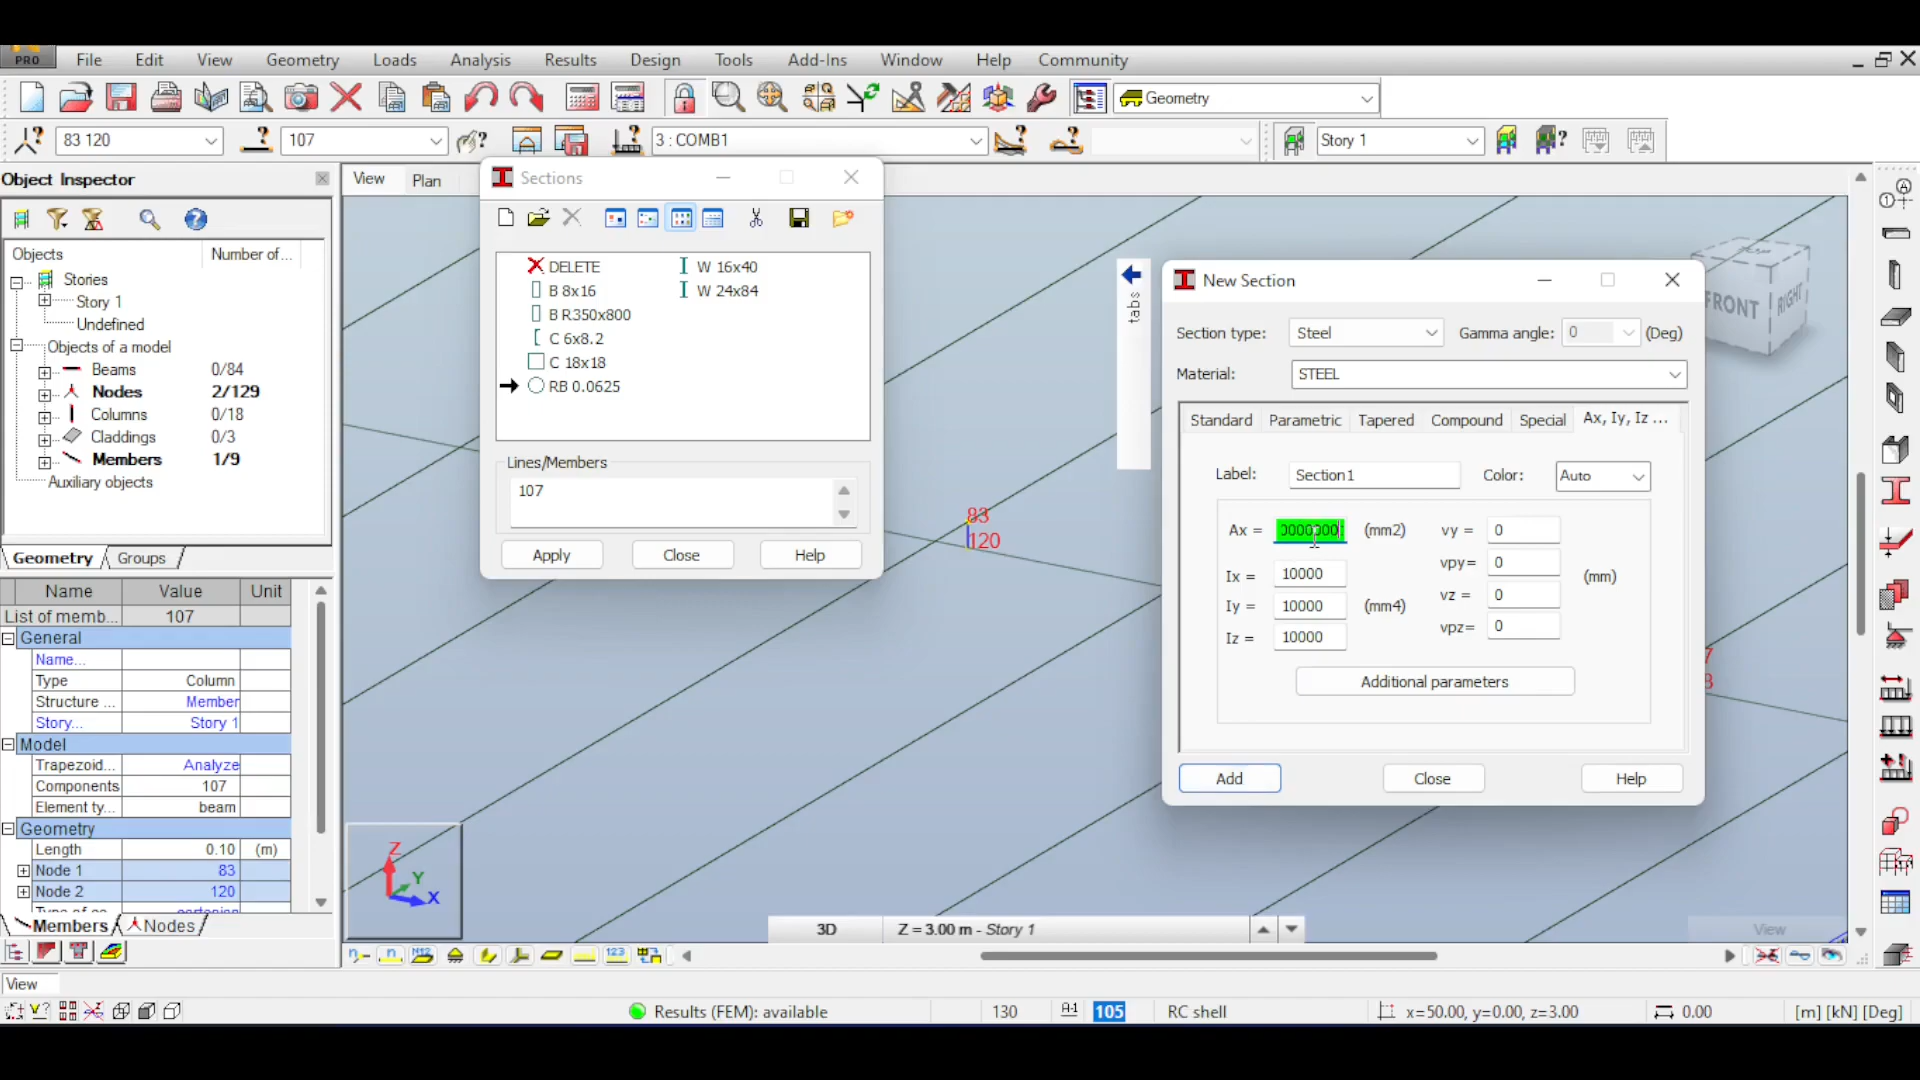 PRO File Edit View Geometry Loads Analysis Results Design Tools Add-Ins Window Help Community
Geometry
83 120 107 3 : COMB1 Story 1
Object Inspector
Objects Number of...
Stories
Story 1
Undefined
Objects of a model
Beams 0/84
Nodes 2/129
Columns 0/18
Claddings 0/3
Members 1/9
Auxiliary objects
Geometry Groups
Name Value Unit
List of memb... 107
General
Name...
Type Column
Structure ... Member
Story... Story 1
Model
Trapezoid... Analyze
Components 107
Element ty... beam
Geometry
Length 0.10 (m)
Node 1 83
Node 2 120
Members Nodes
View
View Plan
Sections
DELETE W 16x40
B 8x16 W 24x84
B R350x800
C 6x8.2
C 18x18
RB 0.0625
Lines/Members
107
Apply Close Help
83
120
7
8
tabs
New Section
Section type: Steel Gamma angle: 0 (Deg)
Material: STEEL
Standard Parametric Tapered Compound Special Ax, Iy, Iz ...
Label: Section1 Color: Auto
Ax = (mm2) vy = 0
vpy= 0
Ix = 10000 (mm)
Iy = 10000 (mm4) vz = 0
Iz = 10000 vpz= 0
Additional parameters
Add Close Help
FRONT RIGHT
Z
Y
X
3D Z = 3.00 m - Story 1
View
Results (FEM): available 130 105 RC shell x=50.00, y=0.00, z=3.00 0.00 [m] [kN] [Deg]